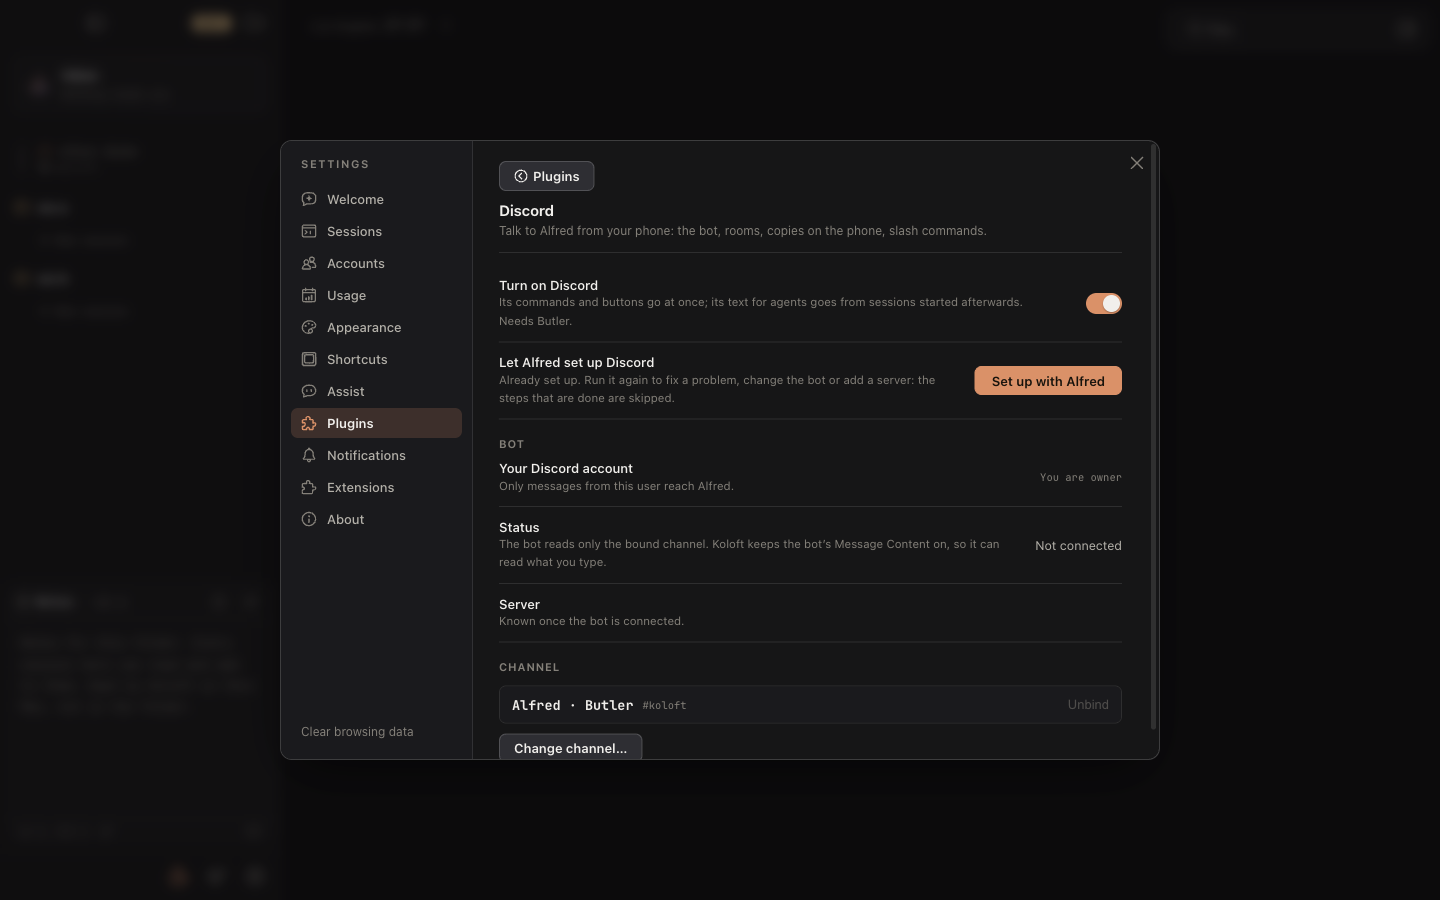 SETTINGS
Welcome
Sessions
Accounts
Usage
Appearance
Shortcuts
Assist
Plugins
Notifications
Extensions
About
Clear browsing data
Plugins
Discord
Talk to Alfred from your phone: the bot, rooms, copies on the phone, slash commands.
Turn on Discord
Its commands and buttons go at once; its text for agents goes from sessions started afterwards.
Needs Butler.
Let Alfred set up Discord
Already set up. Run it again to fix a problem, change the bot or add a server: the
steps that are done are skipped.
Set up with Alfred
BOT
Your Discord account
Only messages from this user reach Alfred.
You are owner
Status
The bot reads only the bound channel. Koloft keeps the bot's Message Content on, so it can
read what you type.
Not connected
Server
Known once the bot is connected.
CHANNEL
Alfred · Butler #koloft
Unbind
Change channel...